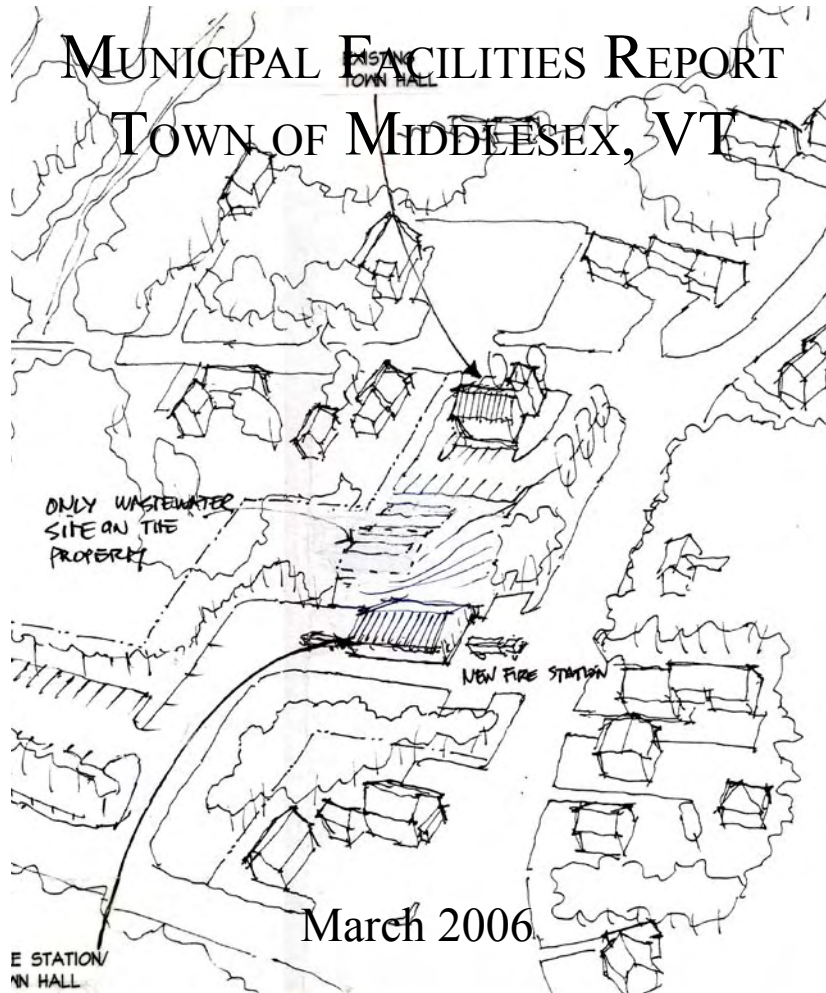 MUNICIPAL FACILITIES REPORT
EXISTING
TOWN HALL
TOWN OF MIDDLESEX, VT
ONLY WASTEWATER
SITE ON THE
PROPERTY
NEW FIRE STATION
March 2006
E STATION/
WN HALL